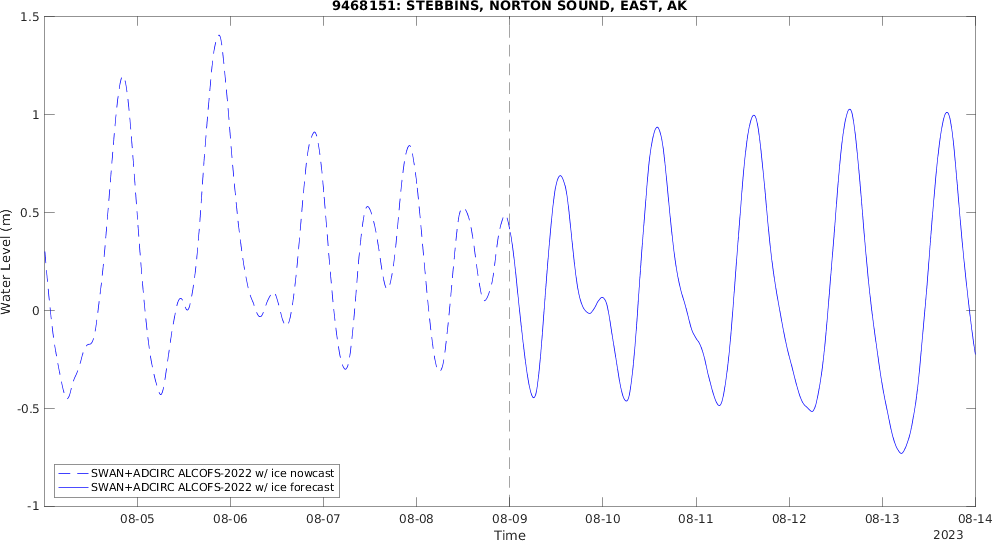 9468151: STEBBINS, NORTON SOUND, EAST, AK
1.5
1
0.5
0
-0.5
-1
Water Level (m)
SWAN+ADCIRC ALCOFS-2022 w/ ice nowcast
SWAN+ADCIRC ALCOFS-2022 w/ ice forecast
08-05 08-06 08-07 08-08 08-09 08-10 08-11 08-12 08-13 08-14
Time
2023